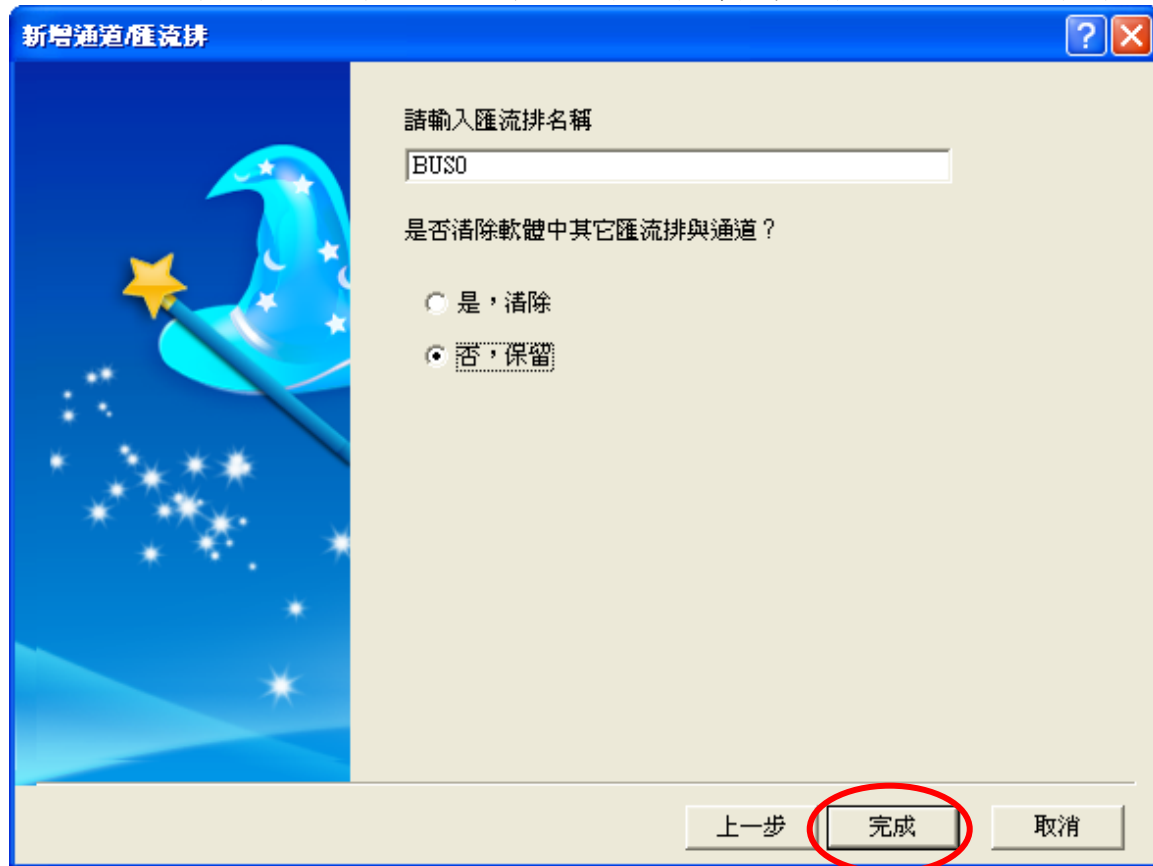 新增通道/匯流排
請輸入匯流排名稱
BUS0
是否清除軟體中其它匯流排與通道？
是，清除
否，保留
上一步 完成 取消